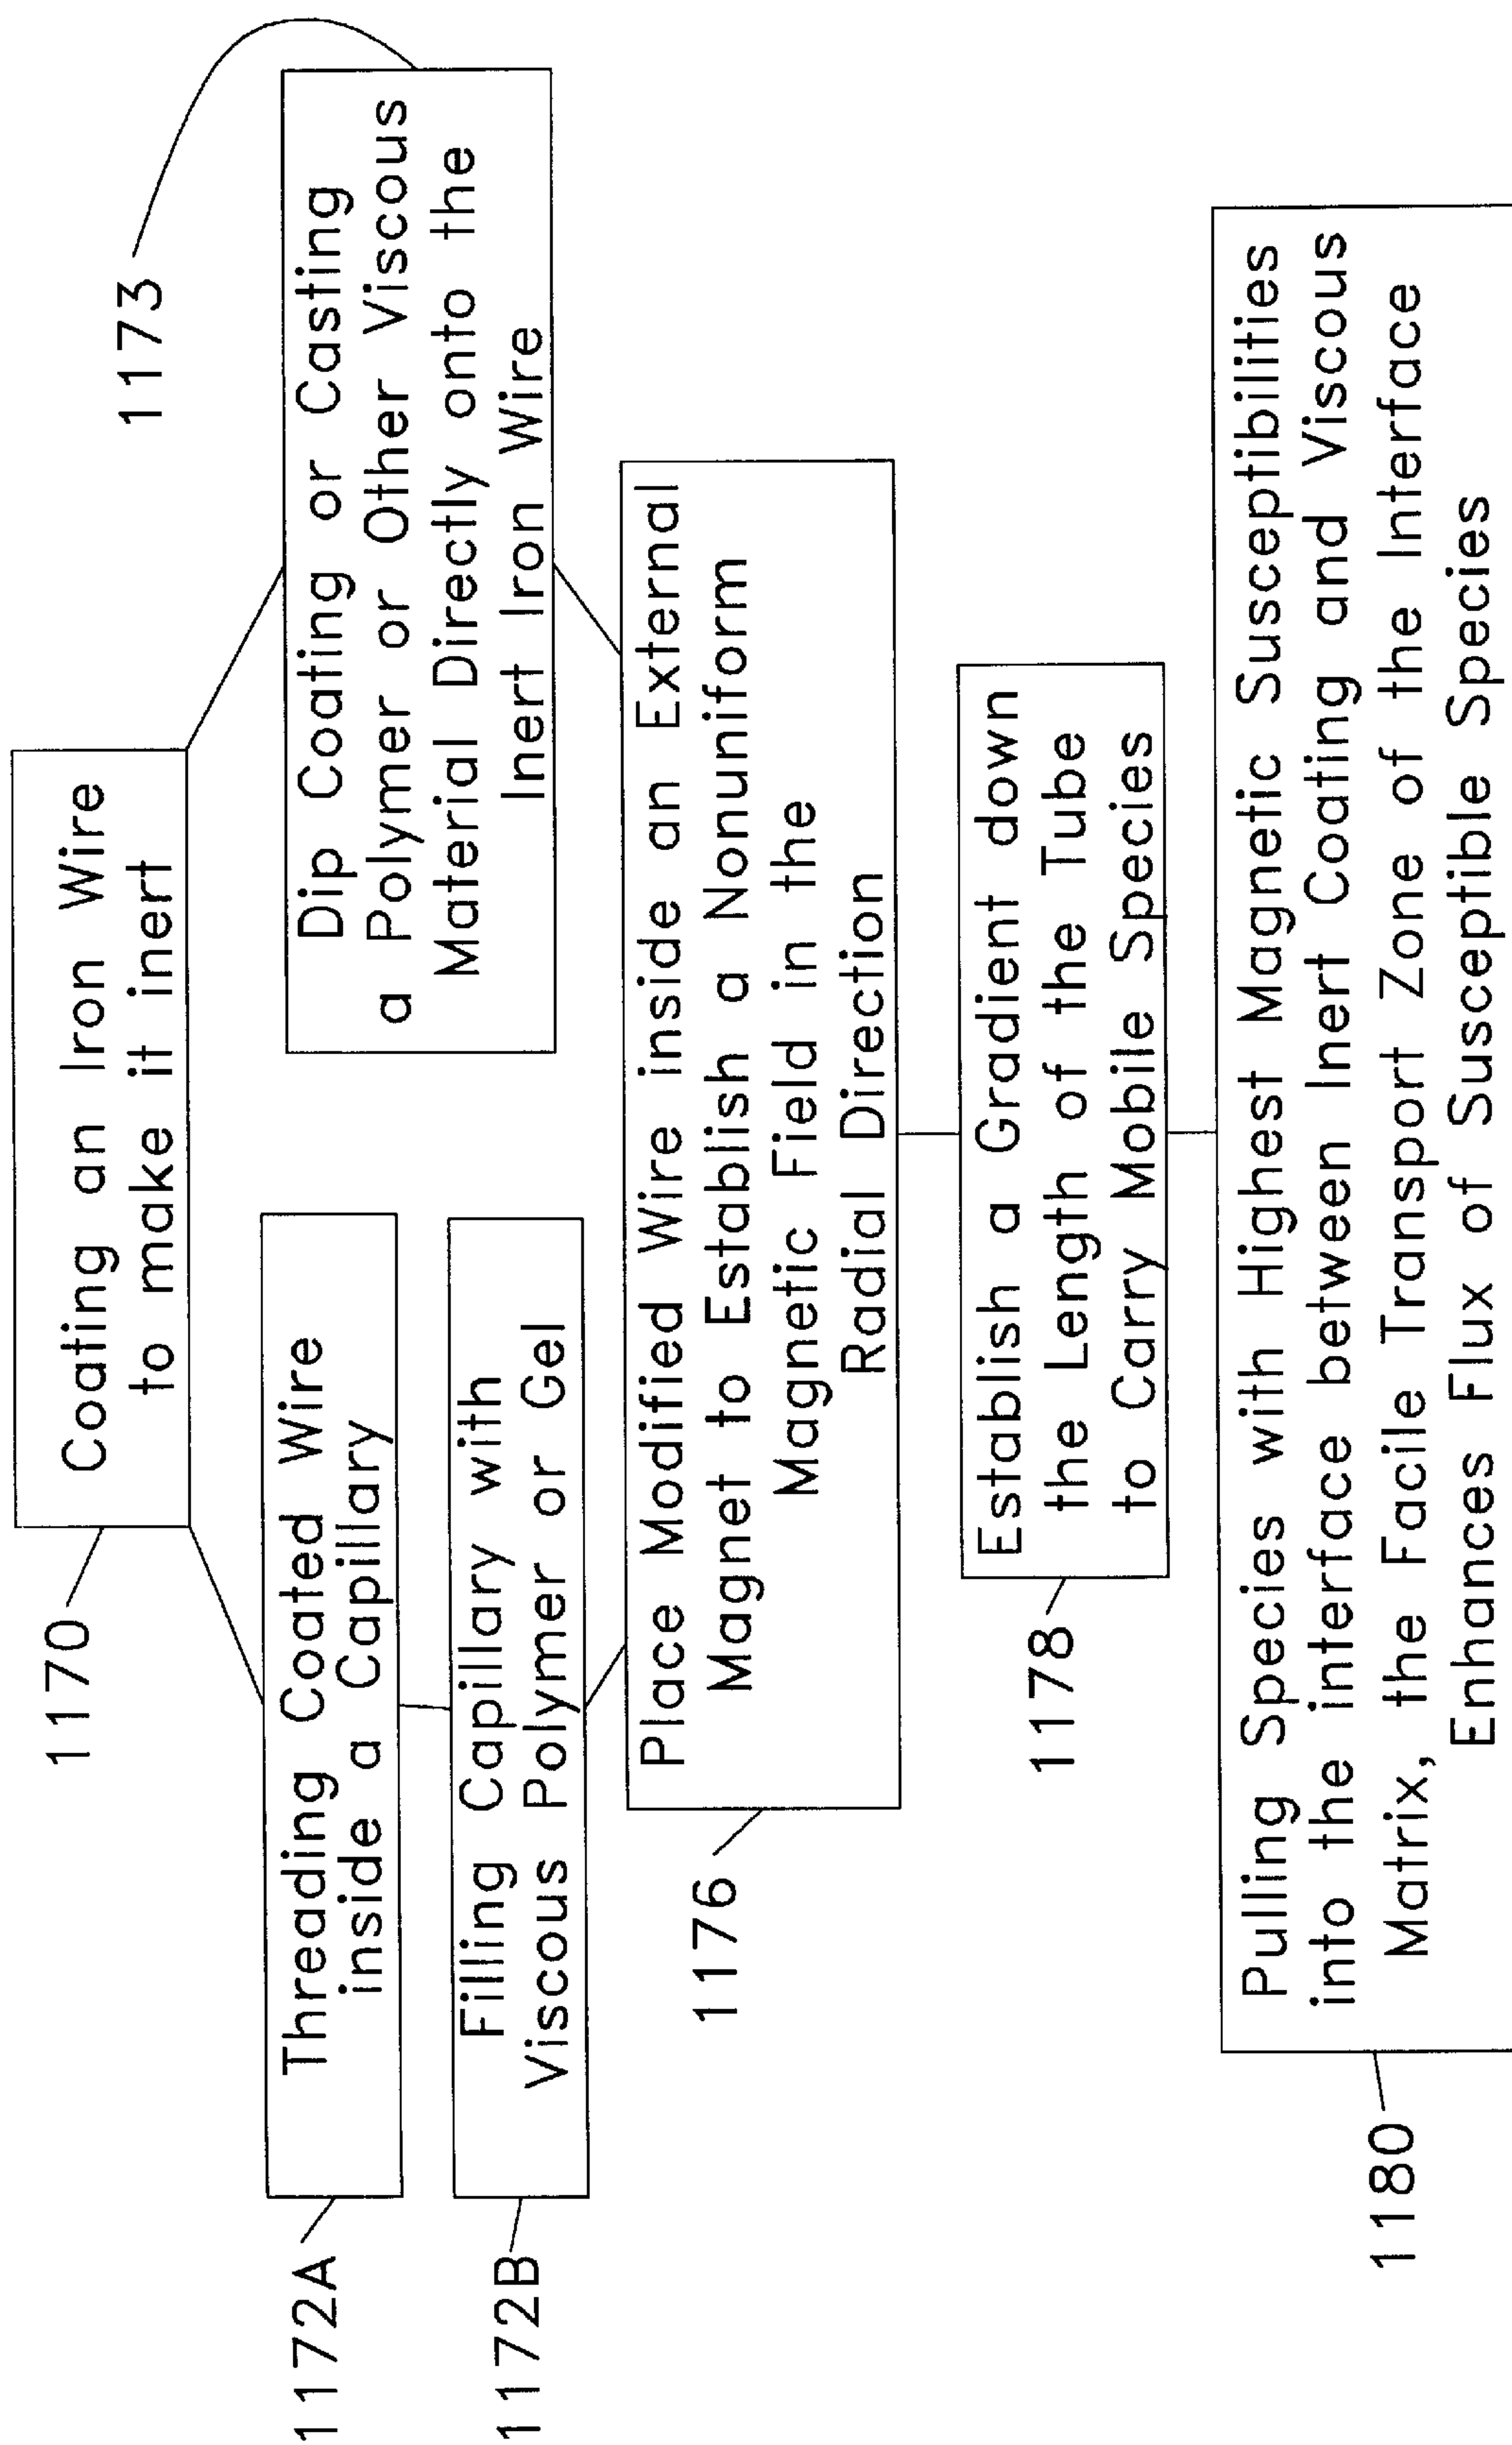 1170
Coating an Iron Wire
to make it inert
1173
1172A
Threading Coated Wire
inside a Capillary
1172B
Filling Capillary with
Viscous Polymer or Gel
Dip Coating or Casting
a Polymer or Other Viscous
Material Directly onto the
Inert Iron Wire
1176
Place Modified Wire inside an External
Magnet to Establish a Nonuniform
Magnetic Field in the
Radial Direction
1178
Establish a Gradient down
the Length of the Tube
to Carry Mobile Species
1180
Pulling Species with Highest Magnetic Susceptibilities
into the interface between Inert Coating and Viscous
Matrix, the Facile Transport Zone of the Interface
Enhances Flux of Susceptible Species